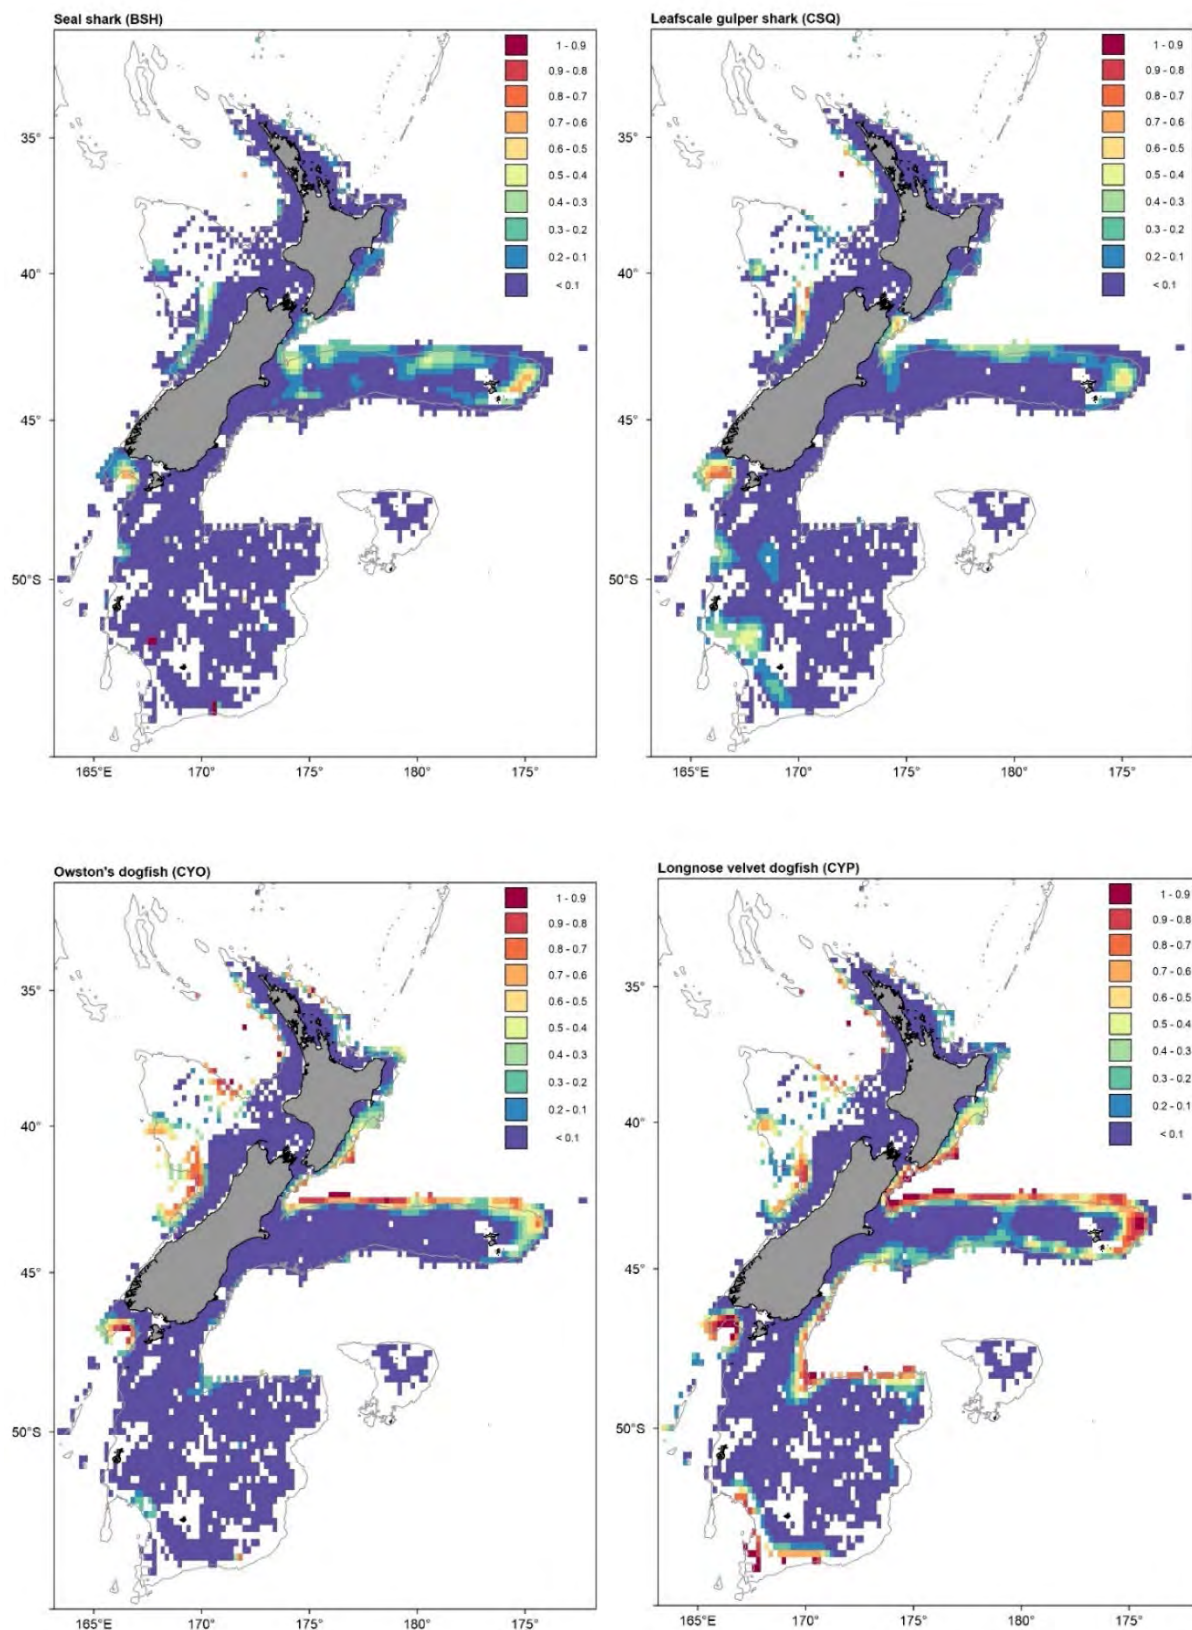 Seal shark (BSH)
1 - 0.9
0.9 - 0.8
0.8 - 0.7
0.7 - 0.6
0.6 - 0.5
0.5 - 0.4
0.4 - 0.3
0.3 - 0.2
0.2 - 0.1
< 0.1
35°
40°
45°
50°S
165°E
170°
175°
180°
175°
Leafscale gulper shark (CSQ)
1 - 0.9
0.9 - 0.8
0.8 - 0.7
0.7 - 0.6
0.6 - 0.5
0.5 - 0.4
0.4 - 0.3
0.3 - 0.2
0.2 - 0.1
< 0.1
35°
40°
45°
50°S
165°E
170°
175°
180°
175°
Owston's dogfish (CYO)
1 - 0.9
0.9 - 0.8
0.8 - 0.7
0.7 - 0.6
0.6 - 0.5
0.5 - 0.4
0.4 - 0.3
0.3 - 0.2
0.2 - 0.1
< 0.1
35°
40°
45°
50°S
165°
170°
175°
180°
175°
Longnose velvet dogfish (CYP)
1 - 0.9
0.9 - 0.8
0.8 - 0.7
0.7 - 0.6
0.6 - 0.5
0.5 - 0.4
0.4 - 0.3
0.3 - 0.2
0.2 - 0.1
< 0.1
35°
40°
45°
50°S
165°E
170°
175°
180°
175°